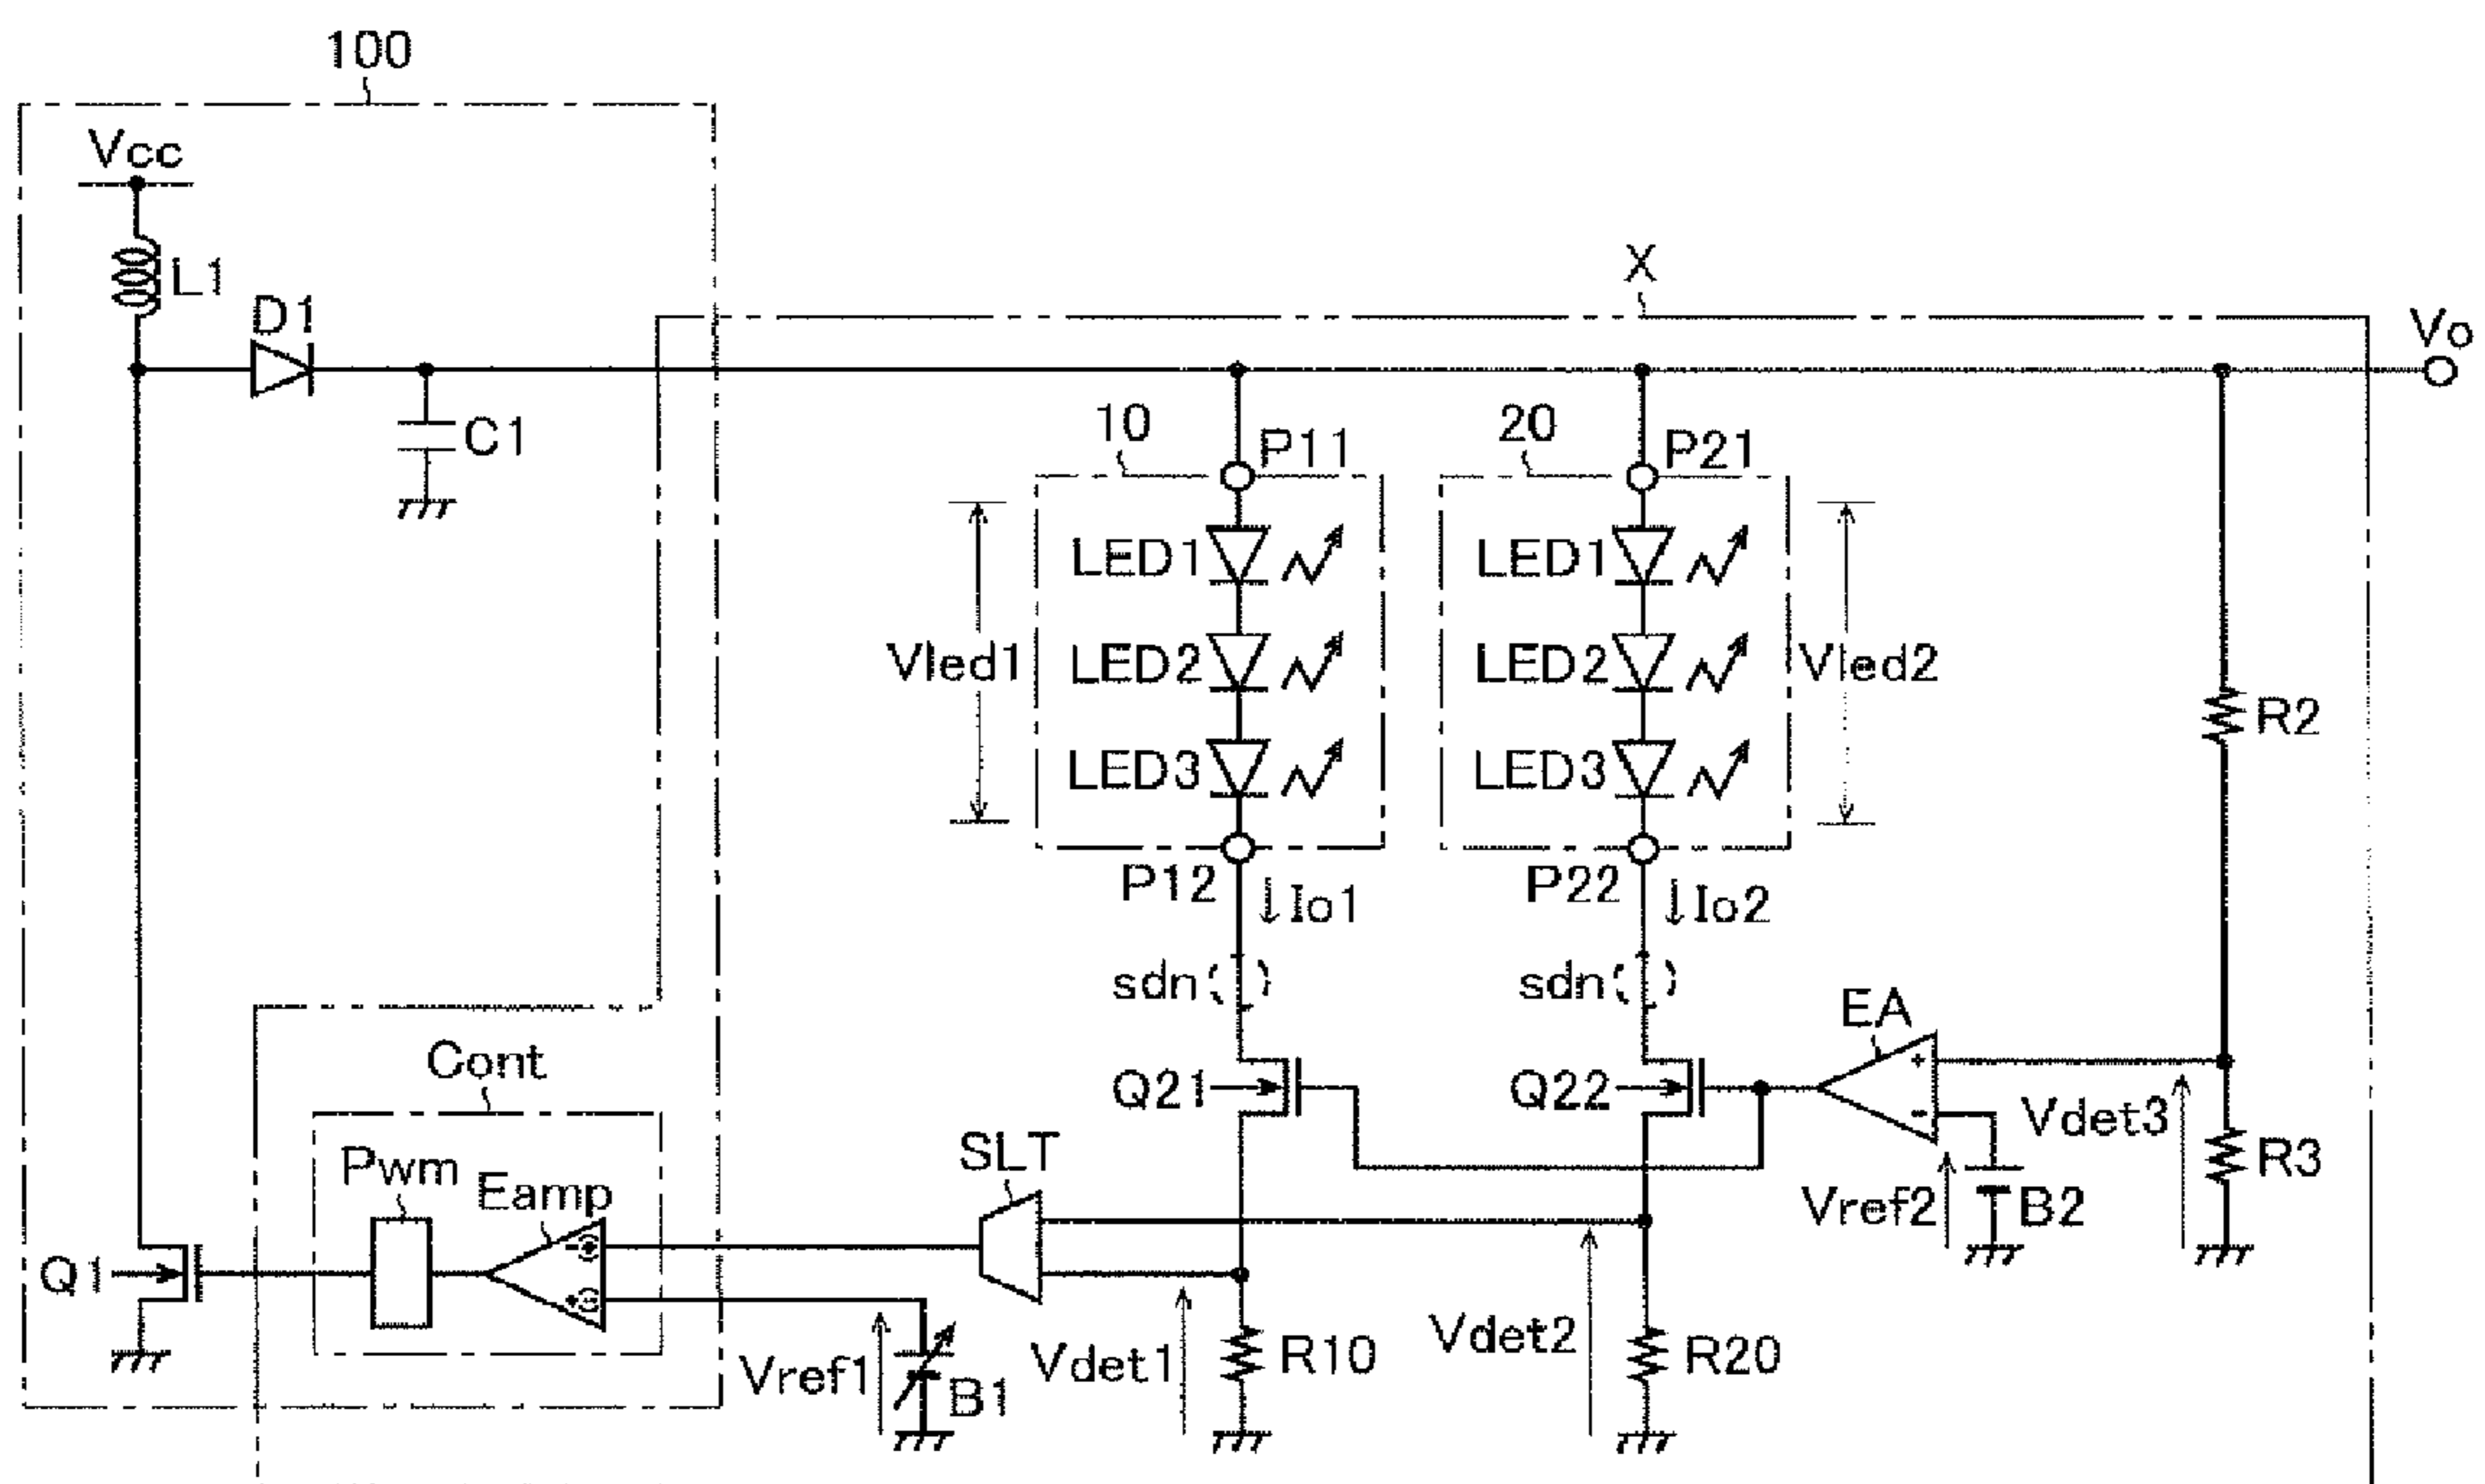 100
Vcc
L1
X
D1
Vo
C1
10
P11
20
P21
LED1
LED1
Vled1
LED2
LED2
Vled2
R2
LED3
LED3
P12
Io1
P22
Io2
sdn
sdn
EA
+
-
Cont
Q21
Q22
Vdet3
Pwm
Eamp
SLT
R3
Vref2
B2
Q1
-(+)
+(-)
Vref1
B1
Vdet1
R10
Vdet2
R20